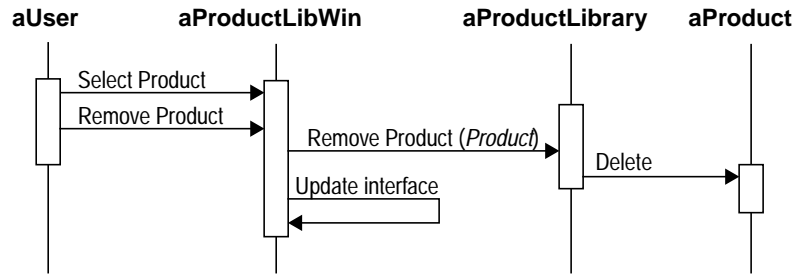 aUser aProductLibWin aProductLibrary aProduct
Select Product
Remove Product
Remove Product (Product)
Delete
Update interface